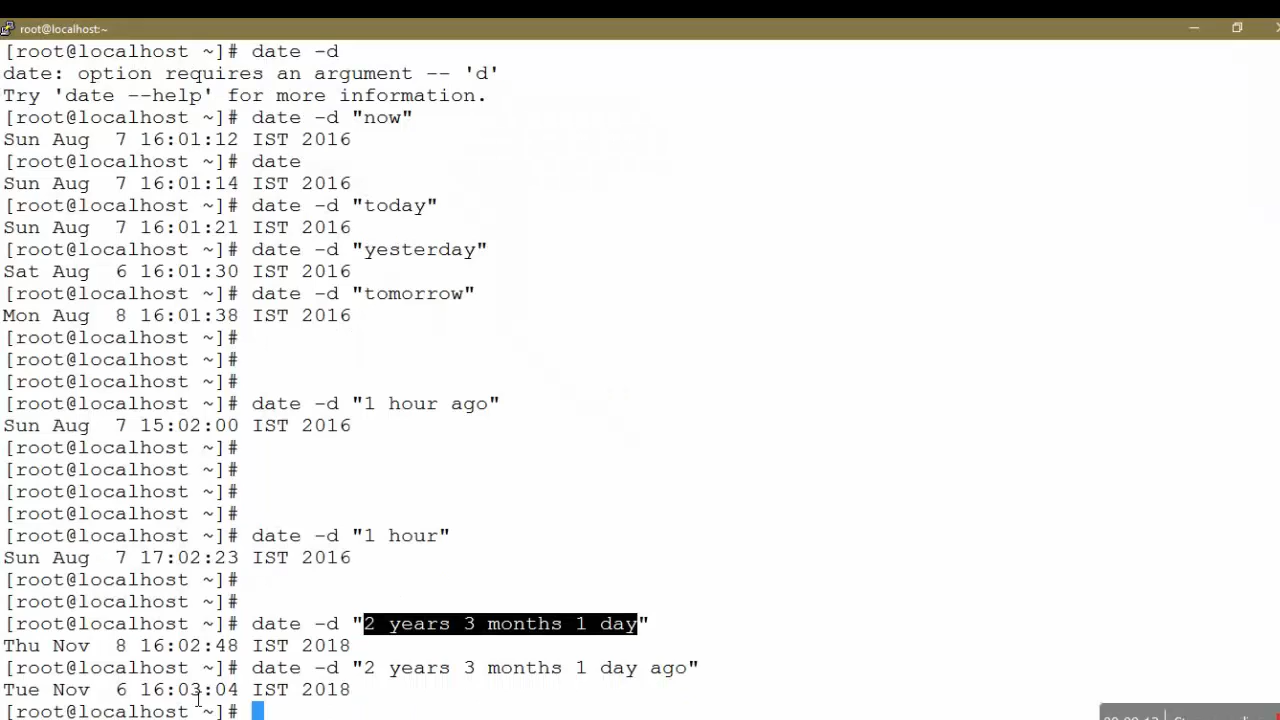 root@localhost:~
[root@localhost ~]# date -d
date: option requires an argument -- 'd'
Try 'date --help' for more information.
[root@localhost ~]# date -d "now"
Sun Aug  7 16:01:12 IST 2016
[root@localhost ~]# date
Sun Aug  7 16:01:14 IST 2016
[root@localhost ~]# date -d "today"
Sun Aug  7 16:01:21 IST 2016
[root@localhost ~]# date -d "yesterday"
Sat Aug  6 16:01:30 IST 2016
[root@localhost ~]# date -d "tomorrow"
Mon Aug  8 16:01:38 IST 2016
[root@localhost ~]#
[root@localhost ~]#
[root@localhost ~]#
[root@localhost ~]# date -d "1 hour ago"
Sun Aug  7 15:02:00 IST 2016
[root@localhost ~]#
[root@localhost ~]#
[root@localhost ~]#
[root@localhost ~]#
[root@localhost ~]# date -d "1 hour"
Sun Aug  7 17:02:23 IST 2016
[root@localhost ~]#
[root@localhost ~]#
[root@localhost ~]# date -d "2 years 3 months 1 day"
Thu Nov  8 16:02:48 IST 2018
[root@localhost ~]# date -d "2 years 3 months 1 day ago"
Tue Nov  6 16:03:04 IST 2018
[root@localhost ~]#